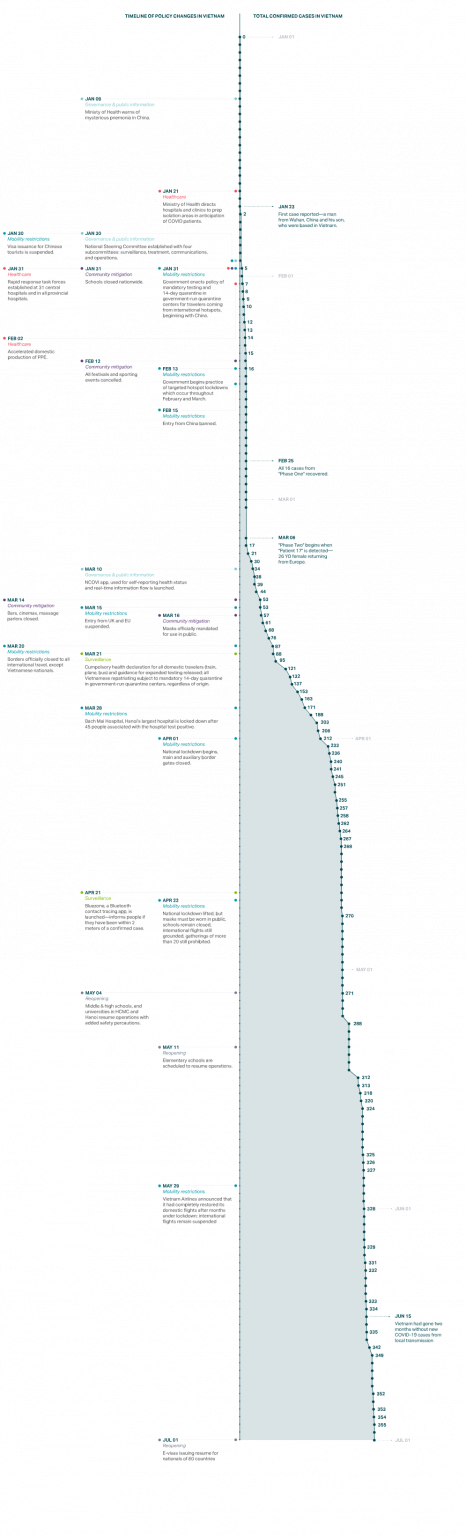 TIMELINE OF POLICY CHANGES IN VIETNAM
TOTAL CONFIRMED CASES IN VIETNAM
0
JAN 01
JAN 09
Governance & public information
Ministry of Health warns of
mysterious pnemonia in China.
JAN 21
Healthcare
Ministry of Health directs
hospitals and clinics to prep
isolation areas in anticipation
of COVID patients.
JAN 23
First case reported—a man
from Wuhan, China and his son,
who were based in Vietnam.
2
JAN 30
Mobility restrictions
Visa issuance for Chinese
tourists is suspended.
JAN 30
Governance & public information
National Steering Committee established with four
subcommittees: surveillance, treatment, communications,
and operations.
JAN 31
Healthcare
Rapid response task forces
established at 31 central
hospitals and in all provincial
hospitals.
JAN 31
Community mitigation
Schools closed nationwide.
JAN 31
Mobility restrictions
Government enacts policy of
mandatory testing and
14-day quarantine in
government-run quarantine
centers for travelers coming
from international hotspots,
beginning with China.
5
FEB 01
7
8
9
10
12
13
14
15
16
FEB 02
Healthcare
Accelerated domestic
production of PPE.
FEB 12
Community mitigation
All festivals and sporting
events cancelled.
FEB 13
Mobility restrictions
Government begins practice
of targeted hotspot lockdowns
which occur throughout
February and March.
FEB 15
Mobility restrictions
Entry from China banned.
FEB 25
All 16 cases from
"Phase One" recovered.
MAR 01
MAR 06
"Phase Two" begins when
"Patient 17" is detected—
26 YO female returning
from Europe.
17
21
30
34
38
39
44
53
53
57
61
68
76
87
88
95
121
122
137
152
163
171
188
203
206
212
MAR 10
Governance & public information
NCOVI app, used for self-reporting health status
and real-time information flow is launched.
MAR 14
Community mitigation
Bars, cinemas, massage
parlors closed.
MAR 15
Mobility restrictions
Entry from UK and EU
suspended.
MAR 16
Community mitigation
Masks officially mandated
for use in public.
MAR 20
Mobility restrictions
Borders officially closed to all
international travel, except
Vietnamese nationals.
MAR 21
Surveillance
Compulsory health declaration for all domestic travelers (train,
plane, bus) and guidance for expanded testing released; all
Vietnamese repatriating subject to mandatory 14-day quarantine
in government-run quarantine centers, regardless of origin.
MAR 28
Mobility restrictions
Bach Mai Hospital, Hanoi's largest hospital is locked down after
45 people associated with the hospital test positive.
APR 01
Mobility restrictions
National lockdown begins,
main and auxiliary border
gates closed.
APR 01
233
236
240
241
245
251
255
257
258
262
264
267
268
APR 21
Surveillance
Bluezone, a Bluetooth
contact tracing app, is
launched—informs people if
they have been within 2
meters of a confirmed case.
APR 22
Mobility restrictions
National lockdown lifted, but
masks must be worn in public,
schools remain closed,
international flights still
grounded, gatherings of more
than 20 still prohibited.
270
MAY 01
MAY 04
Reopening
Middle & high schools, and
universities in HCMC and
Hanoi resume operations with
added safety precautions.
271
288
MAY 11
Reopening
Elementary schools are
scheduled to resume operations.
312
313
318
320
324
325
326
327
MAY 29
Mobility restrictions
Vietnam Airlines announced that
it had completely restored its
domestic flights after months
under lockdown; international
flights remain suspended
328
JUN 01
329
331
332
333
334
JUN 15
Vietnam had gone two
months without new
COVID-19 cases from
local transmission
335
342
349
352
353
354
355
JUL 01
Reopening
E-visas issuing resume for
nationals of 80 countries
JUL 01